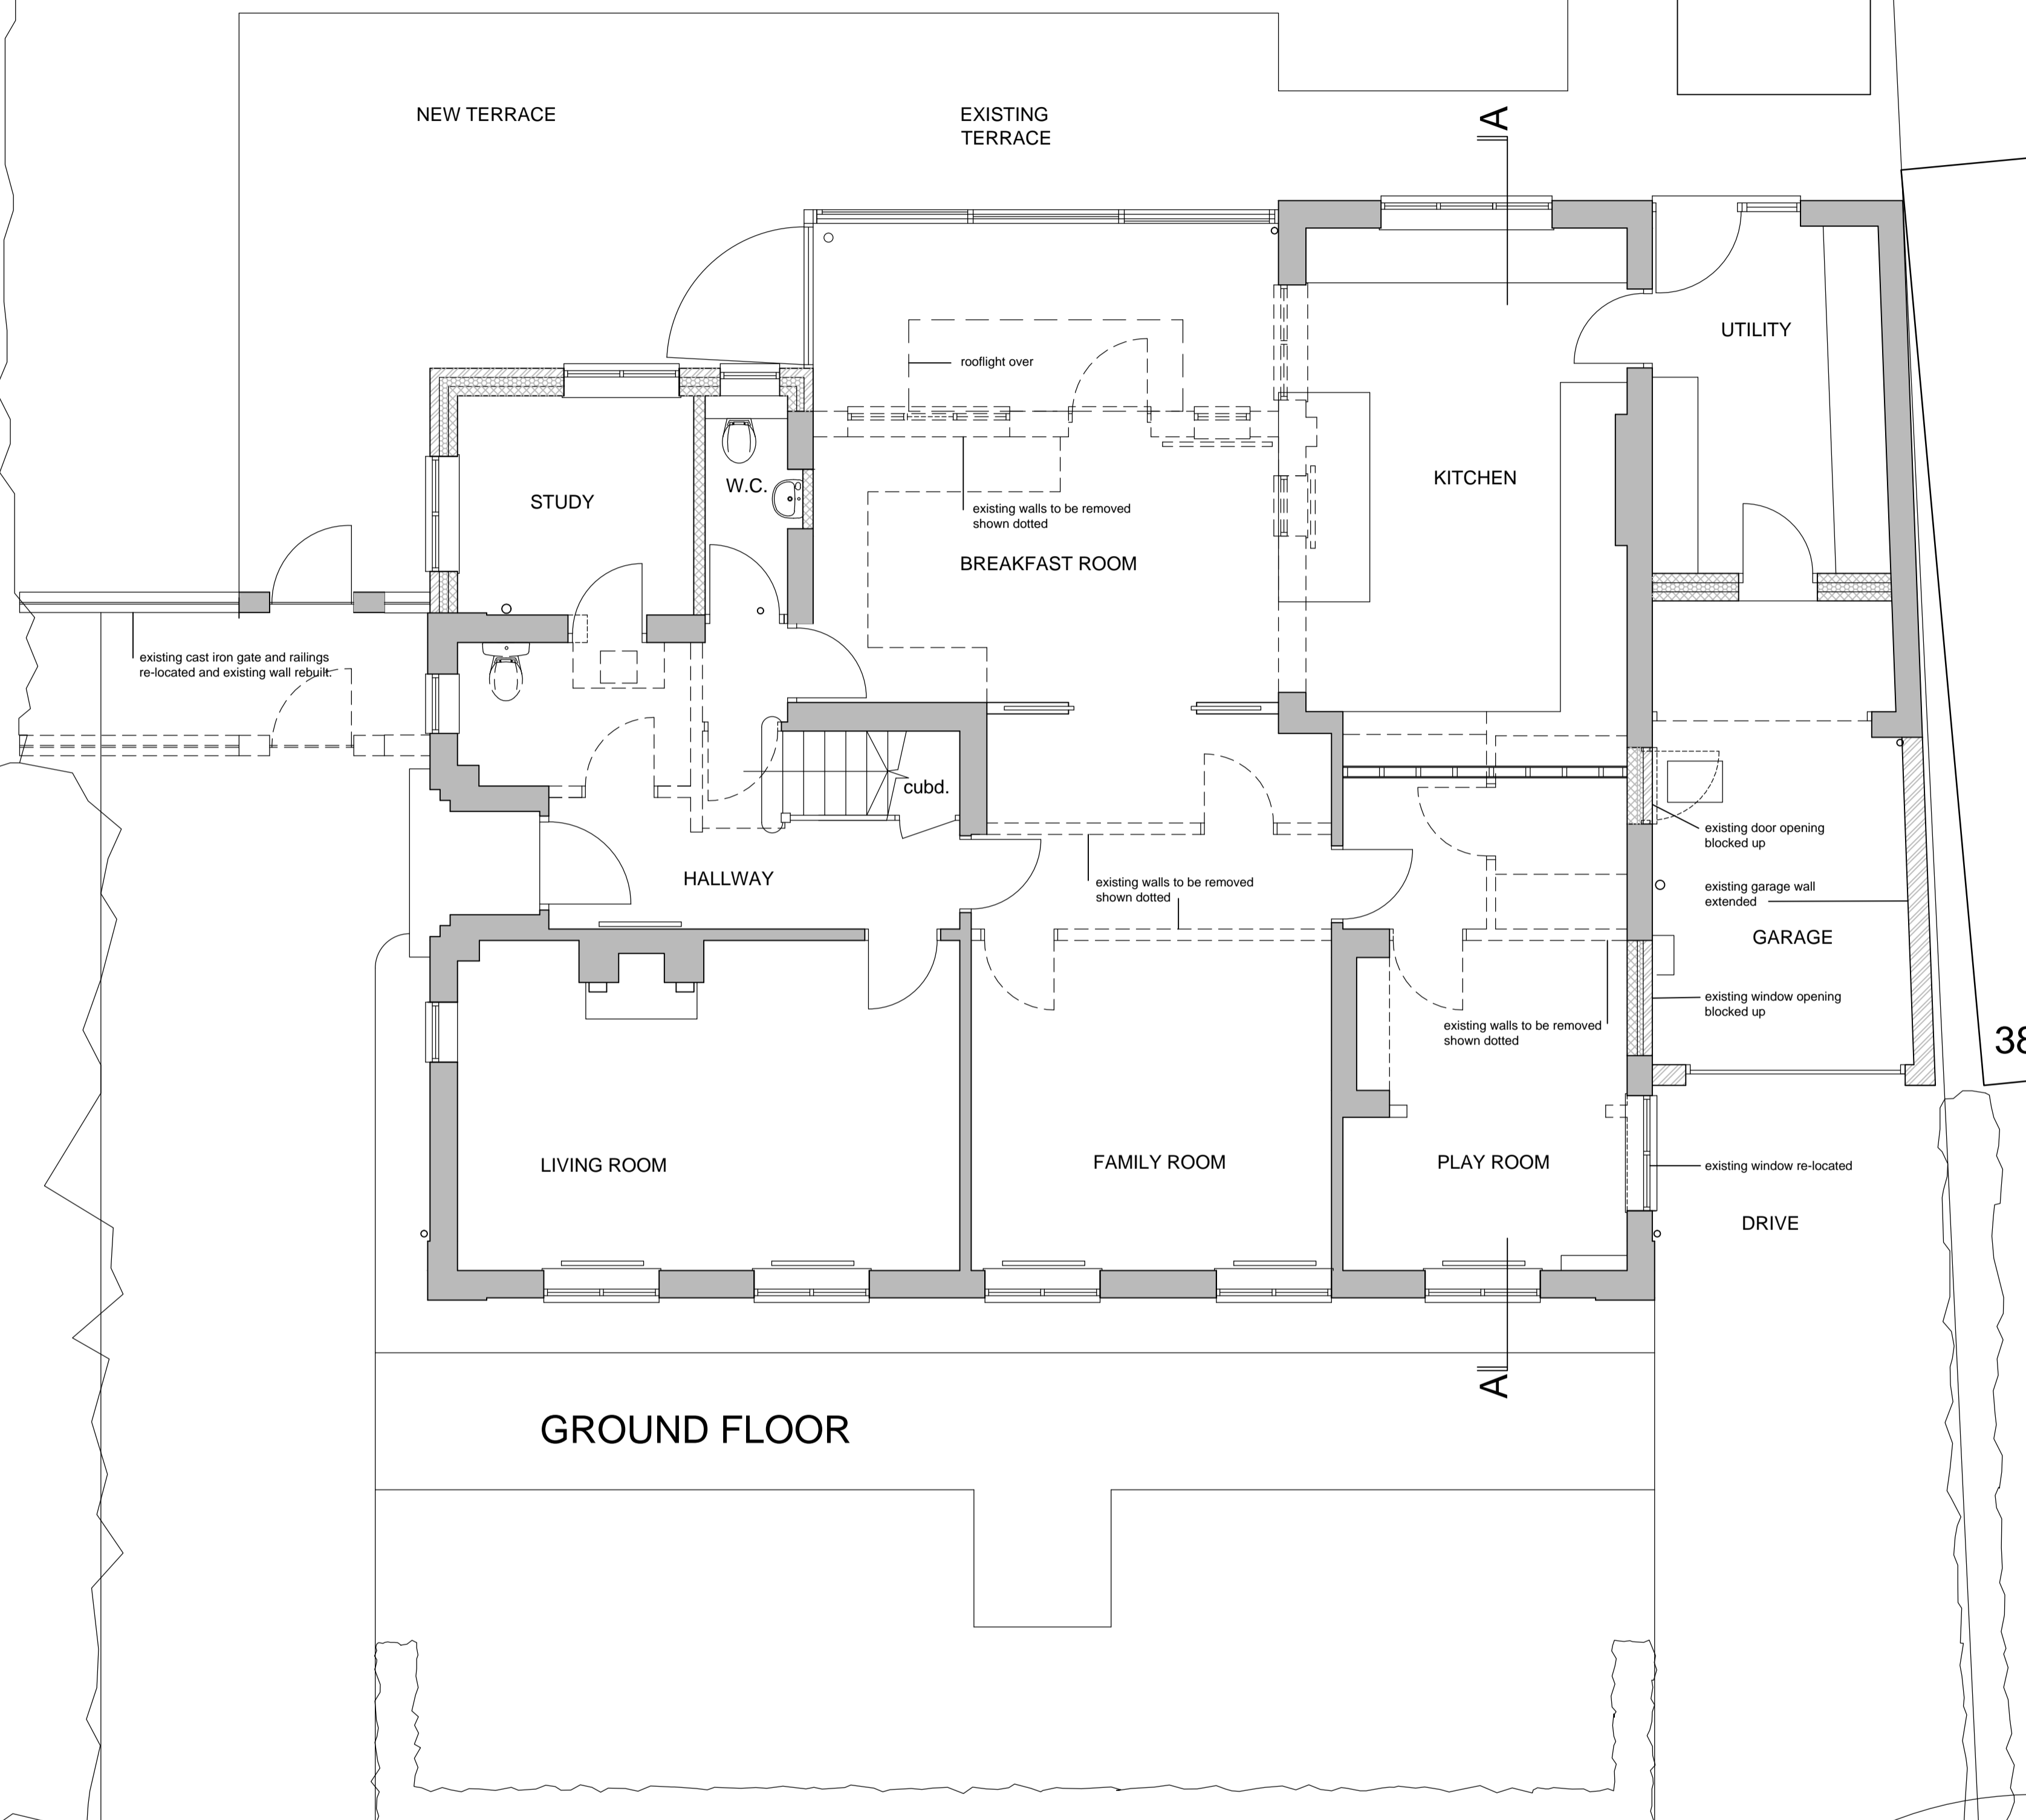 NEW TERRACE
EXISTING
TERRACE
A
UTILITY
rooflight over
KITCHEN
W.C.
STUDY
existing walls to be removed
shown dotted
BREAKFAST ROOM
existing cast iron gate and railings
re-located and existing wall rebuilt.
cubd.
existing door opening
blocked up
HALLWAY
existing walls to be removed
shown dotted
existing garage wall
extended
GARAGE
existing window opening
blocked up
existing walls to be removed
shown dotted
38
LIVING ROOM
FAMILY ROOM
PLAY ROOM
existing window re-located
DRIVE
A
GROUND FLOOR